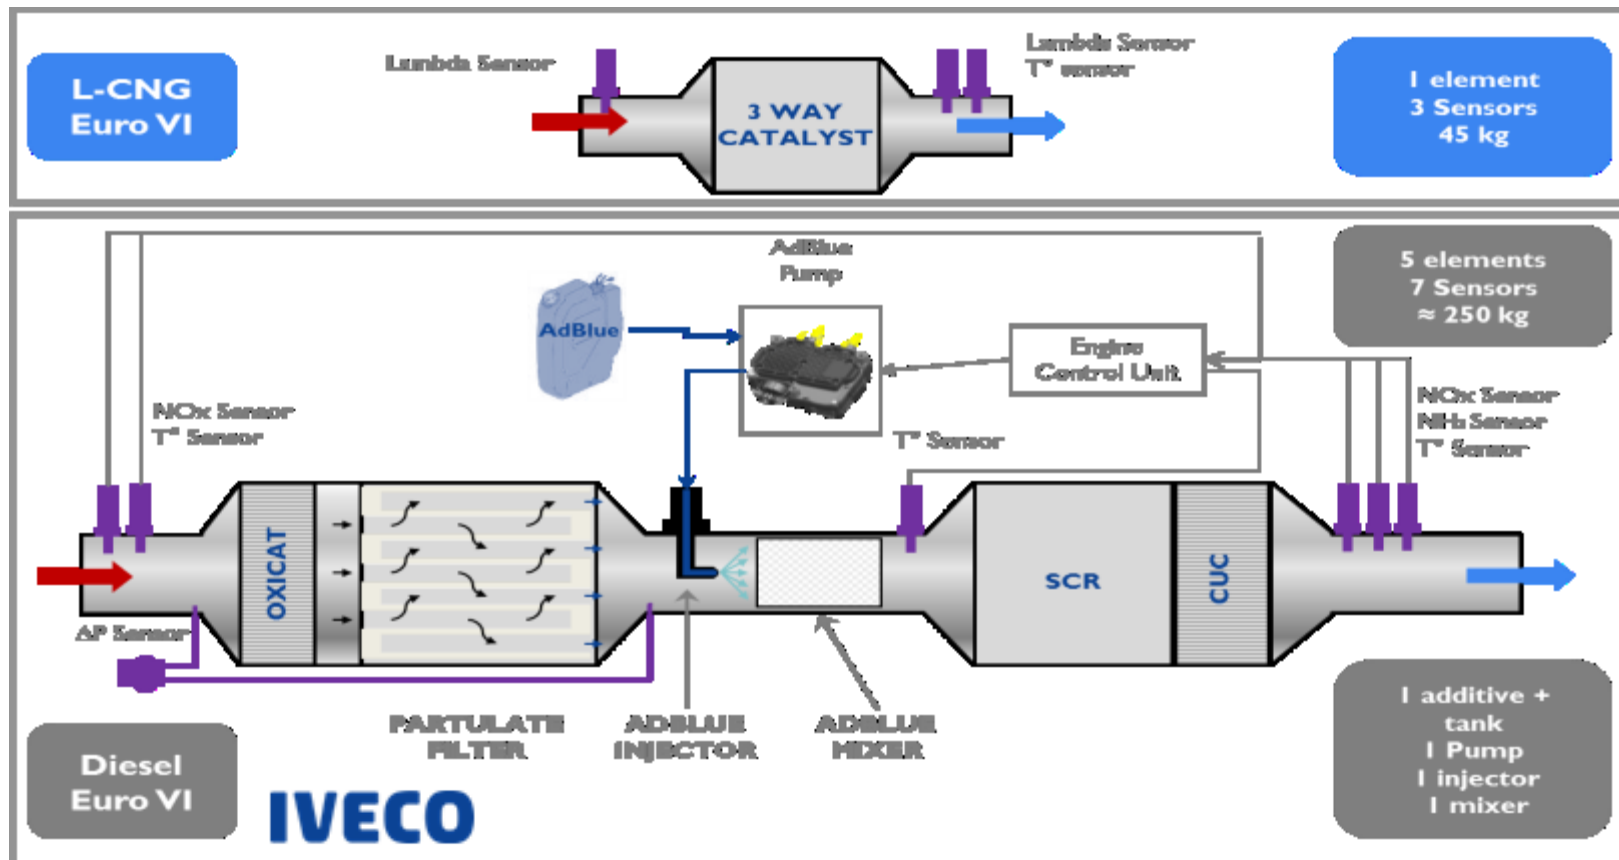 L-CNG
Euro VI
Lambda Sensor
3 WAY
CATALYST
Lambda Sensor
T° sensor
1 element
3 Sensors
45 kg
AdBlue
Pump
5 elements
7 Sensors
≈ 250 kg
AdBlue
Engine
Control Unit
NOx Sensor
T° Sensor
T° Sensor
NOx Sensor
NH₃ Sensor
T° Sensor
OXICAT
SCR
CUC
ΔP Sensor
PARTULATE
FILTER
ADBLUE
INJECTOR
ADBLUE
MIXER
1 additive +
tank
1 Pump
1 injector
1 mixer
Diesel
Euro VI
IVECO